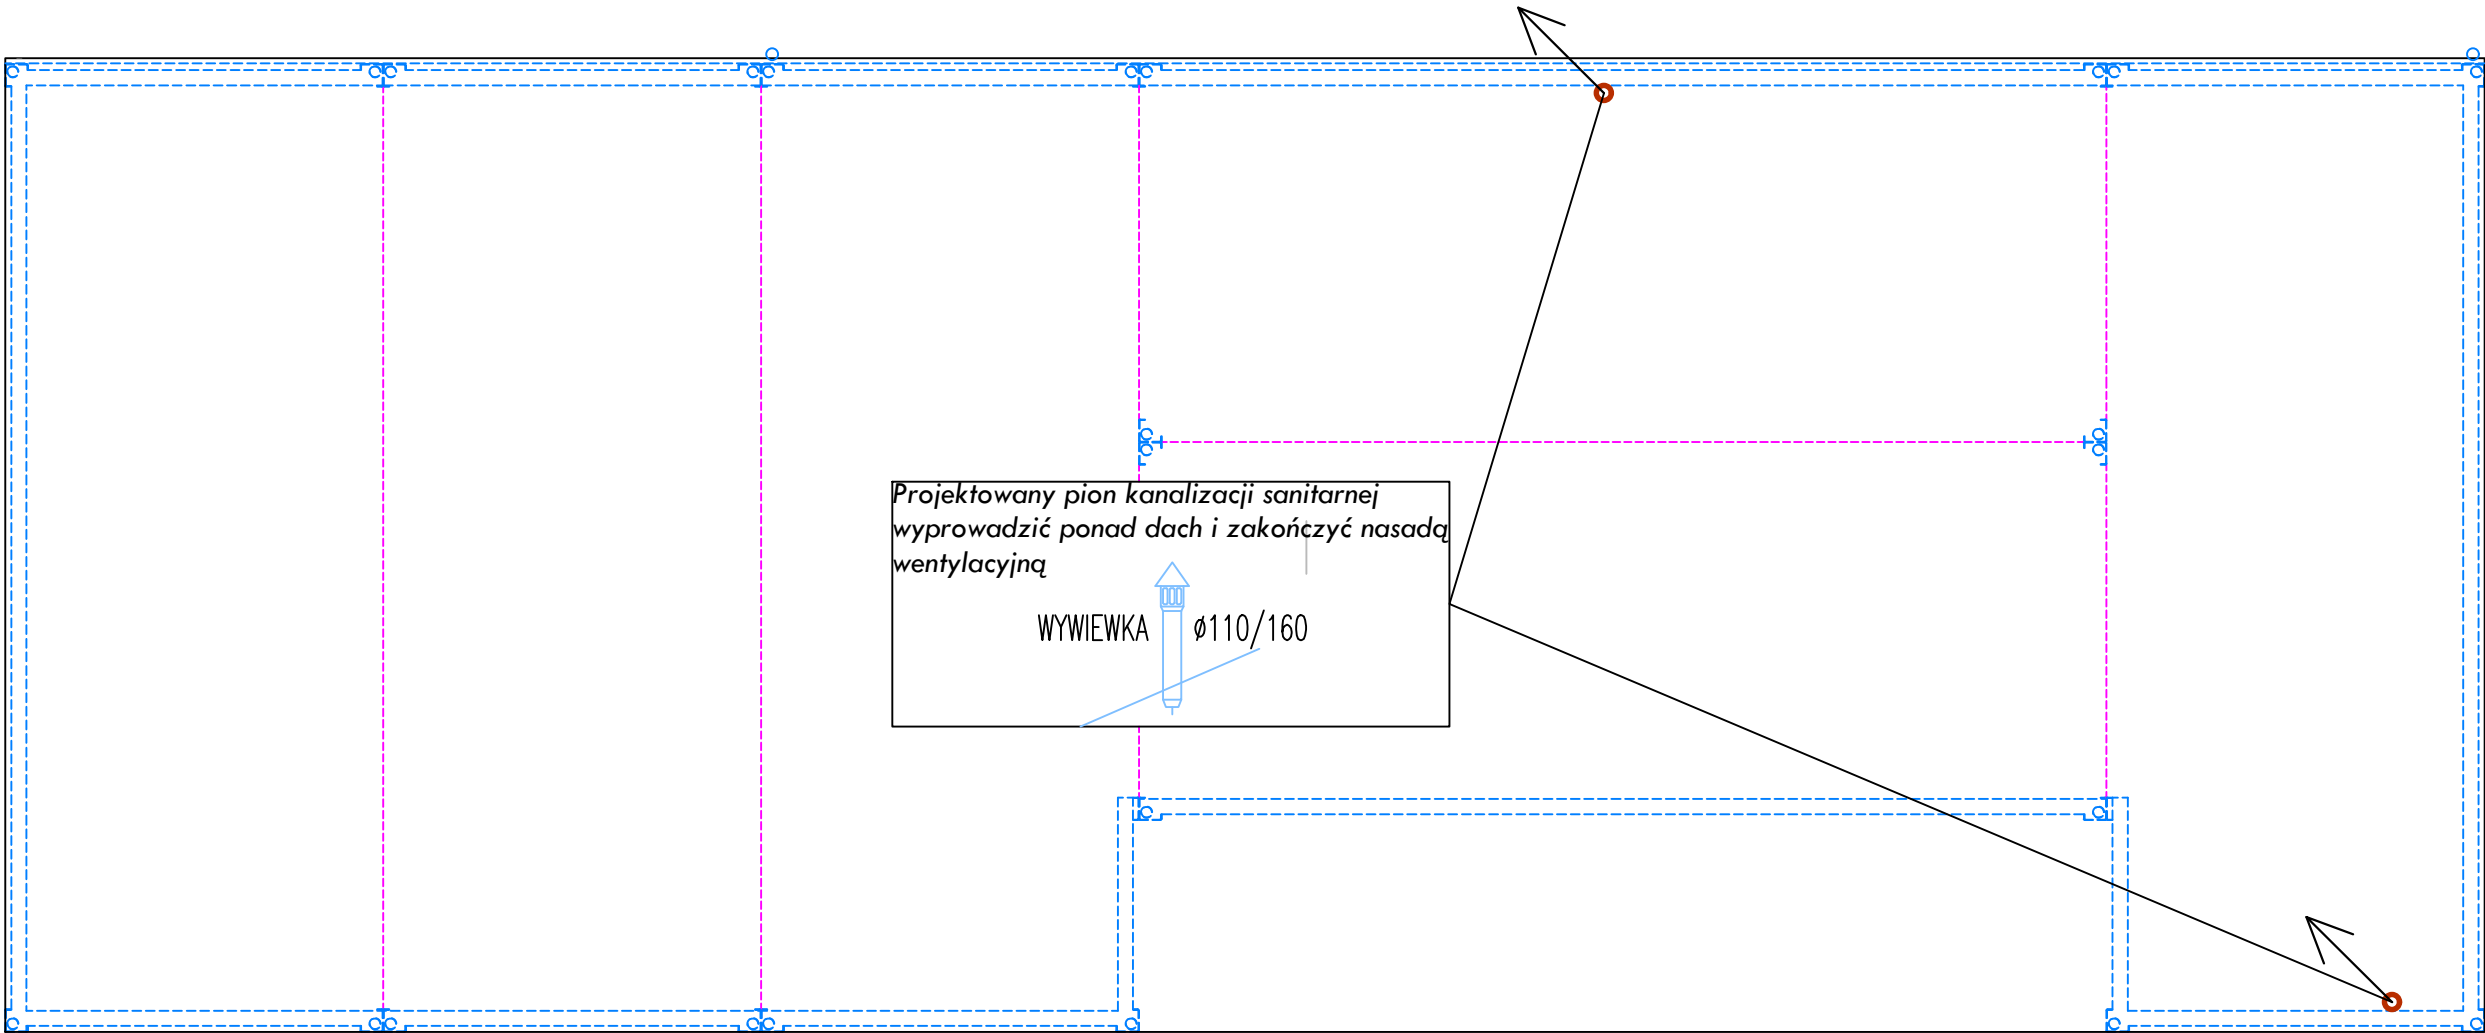 Projektowany pion kanalizacji sanitarnej
wyprowadzić ponad dach i zakończyć nasadą
wentylacyjną
WYWIEWKA ø110/160